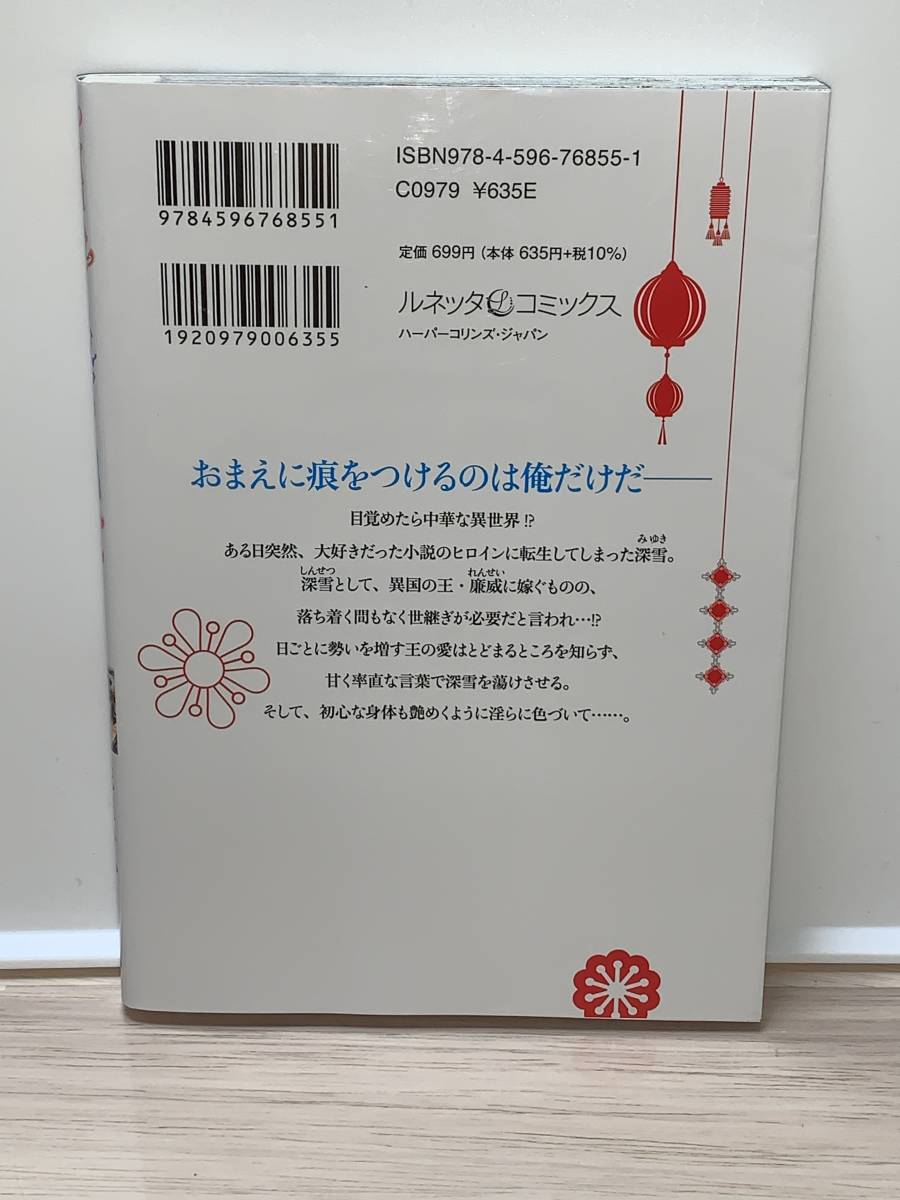 ISBN978-4-596-76855-1
C0979 ¥635E
9784596768551
定価 699円 (本体 635円+税10%)
1920979006355
ルネッタLコミックス
ハーパーコリンズ・ジャパン
おまえに痕をつけるのは俺だけだ――
目覚めたら中華な異世界!?
みゆき
ある日突然、大好きだった小説のヒロインに転生してしまった深雪。
しんせつ れんせい
深雪として、異国の王・廉威に嫁ぐものの、
落ち着く間もなく世継ぎが必要だと言われ…!?
日ごとに勢いを増す王の愛はとどまるところを知らず、
甘く率直な言葉で深雪を蕩けさせる。
そして、初心な身体も艶めくように淫らに色づいて……。